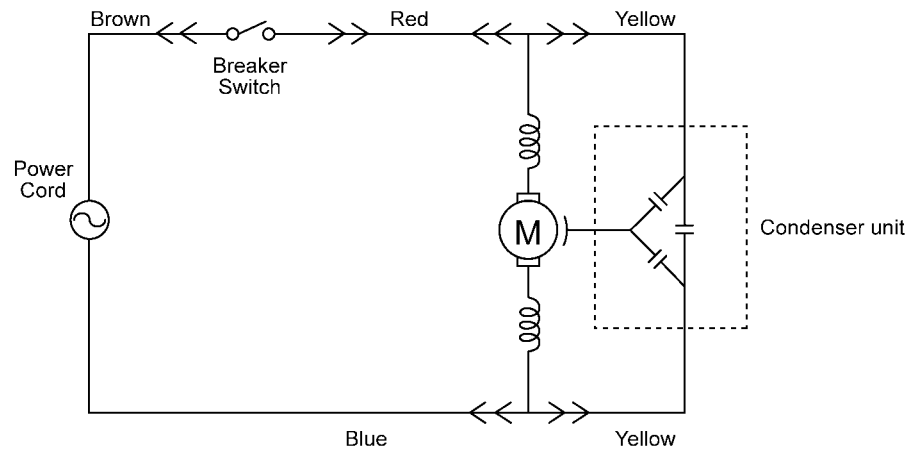 Brown
Red
Yellow
Breaker
Switch
Power
Cord
M
Condenser unit
Blue
Yellow